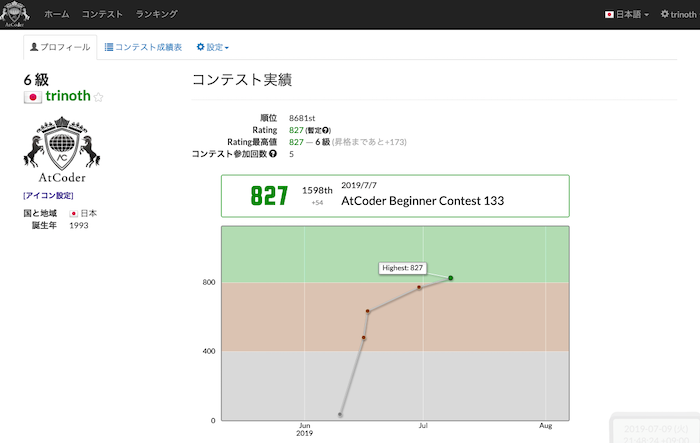 AtCoder
ホーム コンテスト ランキング 日本語 trinoth
プロフィール コンテスト成績表 設定
6 級
trinoth
AtCoder
[アイコン設定]
国と地域 日本
誕生年 1993
コンテスト実績
順位 8681st
Rating 827 (暫定)
Rating最高値 827 ― 6 級 (昇格まであと+173)
コンテスト参加回数 5
827 1598th +54
2019/7/7
AtCoder Beginner Contest 133
Highest: 827
800
400
0
Jun
2019
Jul
Aug
2019-07-09 (火)